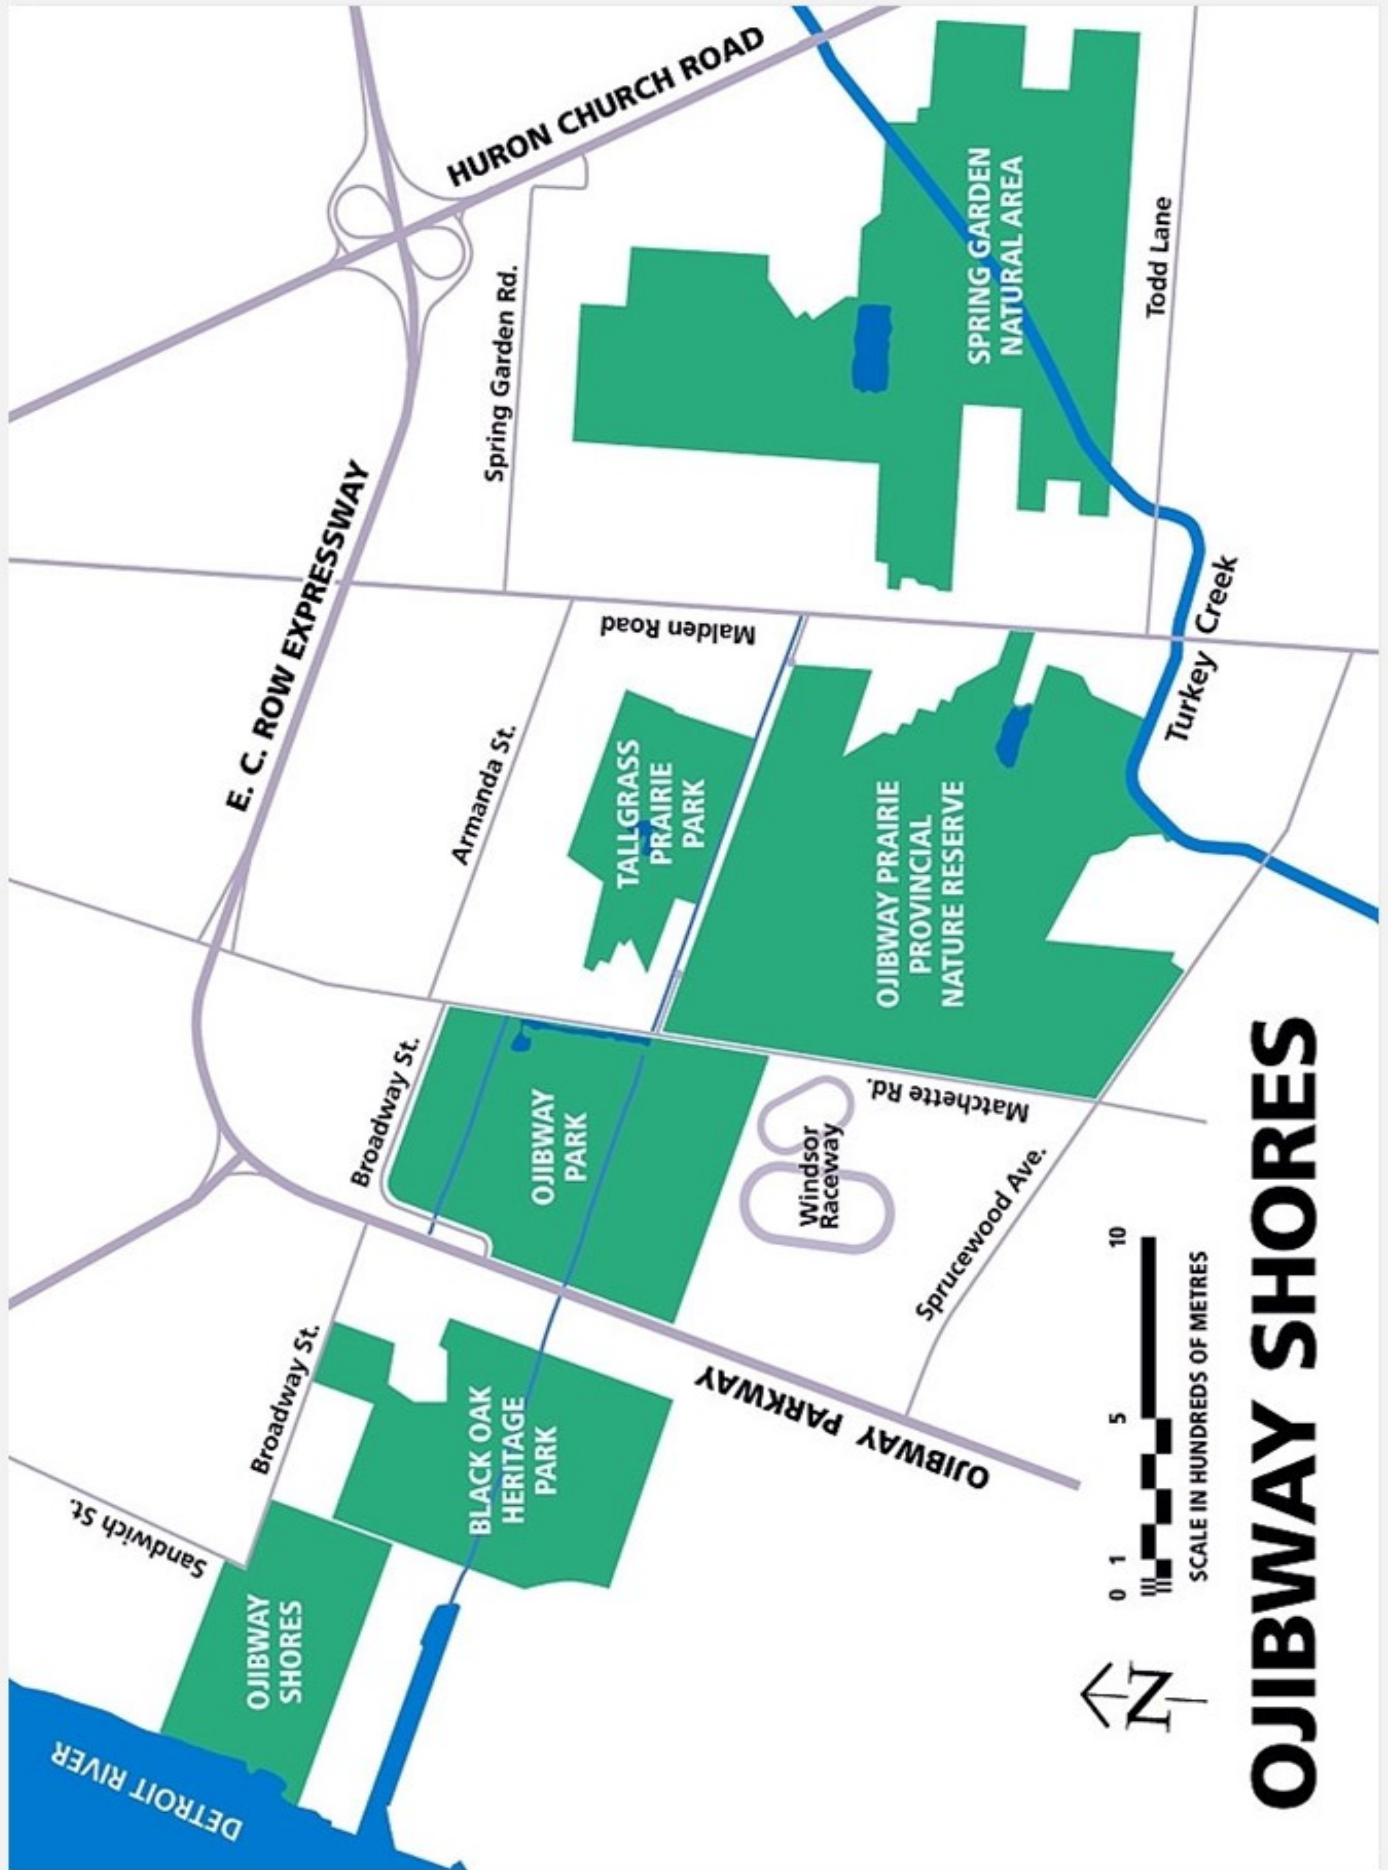 HURON CHURCH ROAD
E. C. ROW EXPRESSWAY
Spring Garden Rd.
SPRING GARDEN
NATURAL AREA
Todd Lane
Malden Road
Armanda St.
TALLGRASS
PRAIRIE
PARK
Turkey Creek
OJIBWAY PRAIRIE
PROVINCIAL
NATURE RESERVE
Broadway St.
OJIBWAY
PARK
Matchette Rd.
Windsor
Raceway
Sprucewood Ave.
Broadway St.
BLACK OAK
HERITAGE
PARK
OJIBWAY PARKWAY
Sandwich St.
OJIBWAY
SHORES
DETROIT RIVER
N
0 1 5 10
SCALE IN HUNDREDS OF METRES
OJIBWAY SHORES